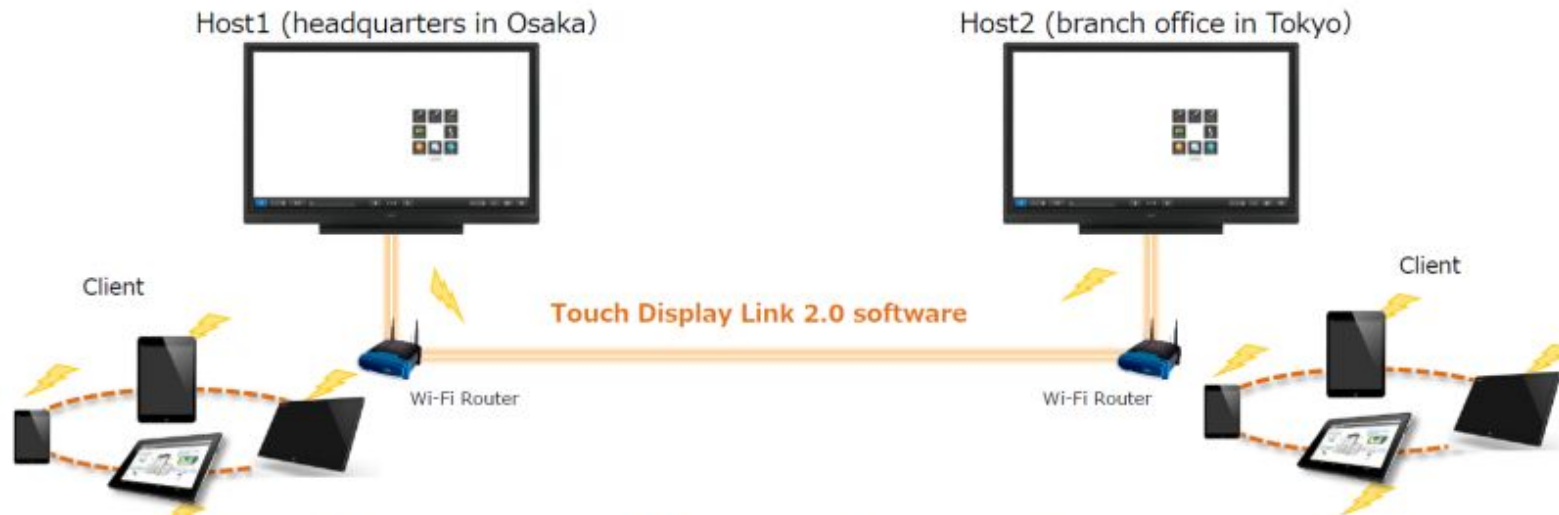 Host1 (headquarters in Osaka)
Host2 (branch office in Tokyo)
Client
Client
Touch Display Link 2.0 software
Wi-Fi Router
Wi-Fi Router